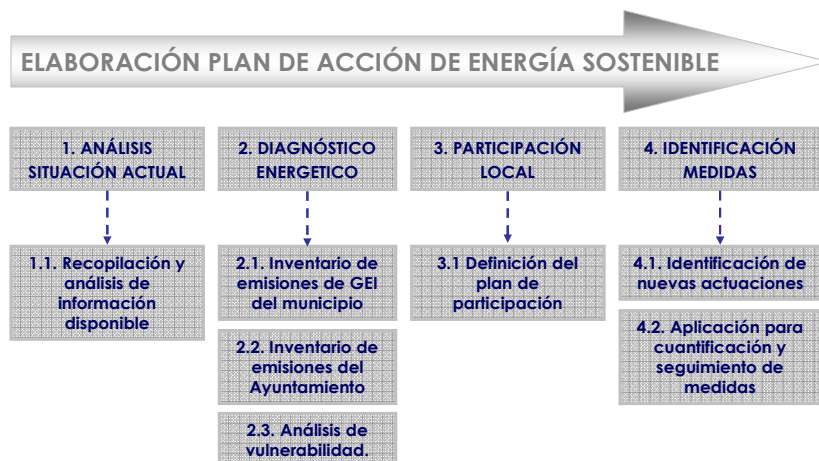 ELABORACIÓN PLAN DE ACCIÓN DE ENERGÍA SOSTENIBLE
1. ANÁLISIS
SITUACIÓN ACTUAL
1.1. Recopilación y
análisis de
información
disponible
2. DIAGNÓSTICO
ENERGETICO
2.1. Inventario de
emisiones de GEI
del municipio
2.2. Inventario de
emisiones del
Ayuntamiento
2.3. Análisis de
vulnerabilidad.
3. PARTICIPACIÓN
LOCAL
3.1 Definición del
plan de
participación
4. IDENTIFICACIÓN
MEDIDAS
4.1. Identificación de
nuevas actuaciones
4.2. Aplicación para
cuantificación y
seguimiento de
medidas